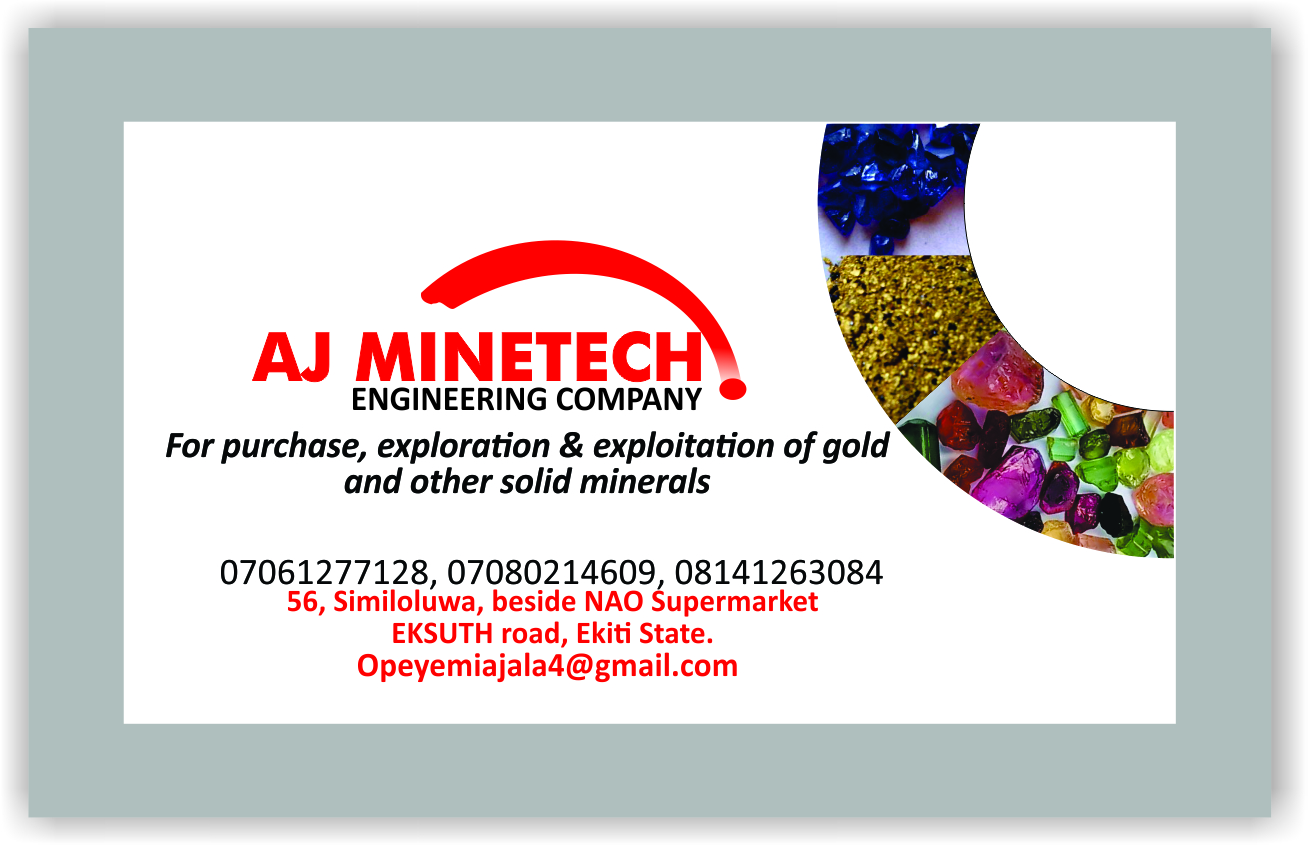 AJ MINETECH
ENGINEERING COMPANY
For purchase, exploration & exploitation of gold
and other solid minerals
07061277128, 07080214609, 08141263084
56, Similoluwa, beside NAO Supermarket
EKSUTH road, Ekiti State.
Opeyemiajala4@gmail.com